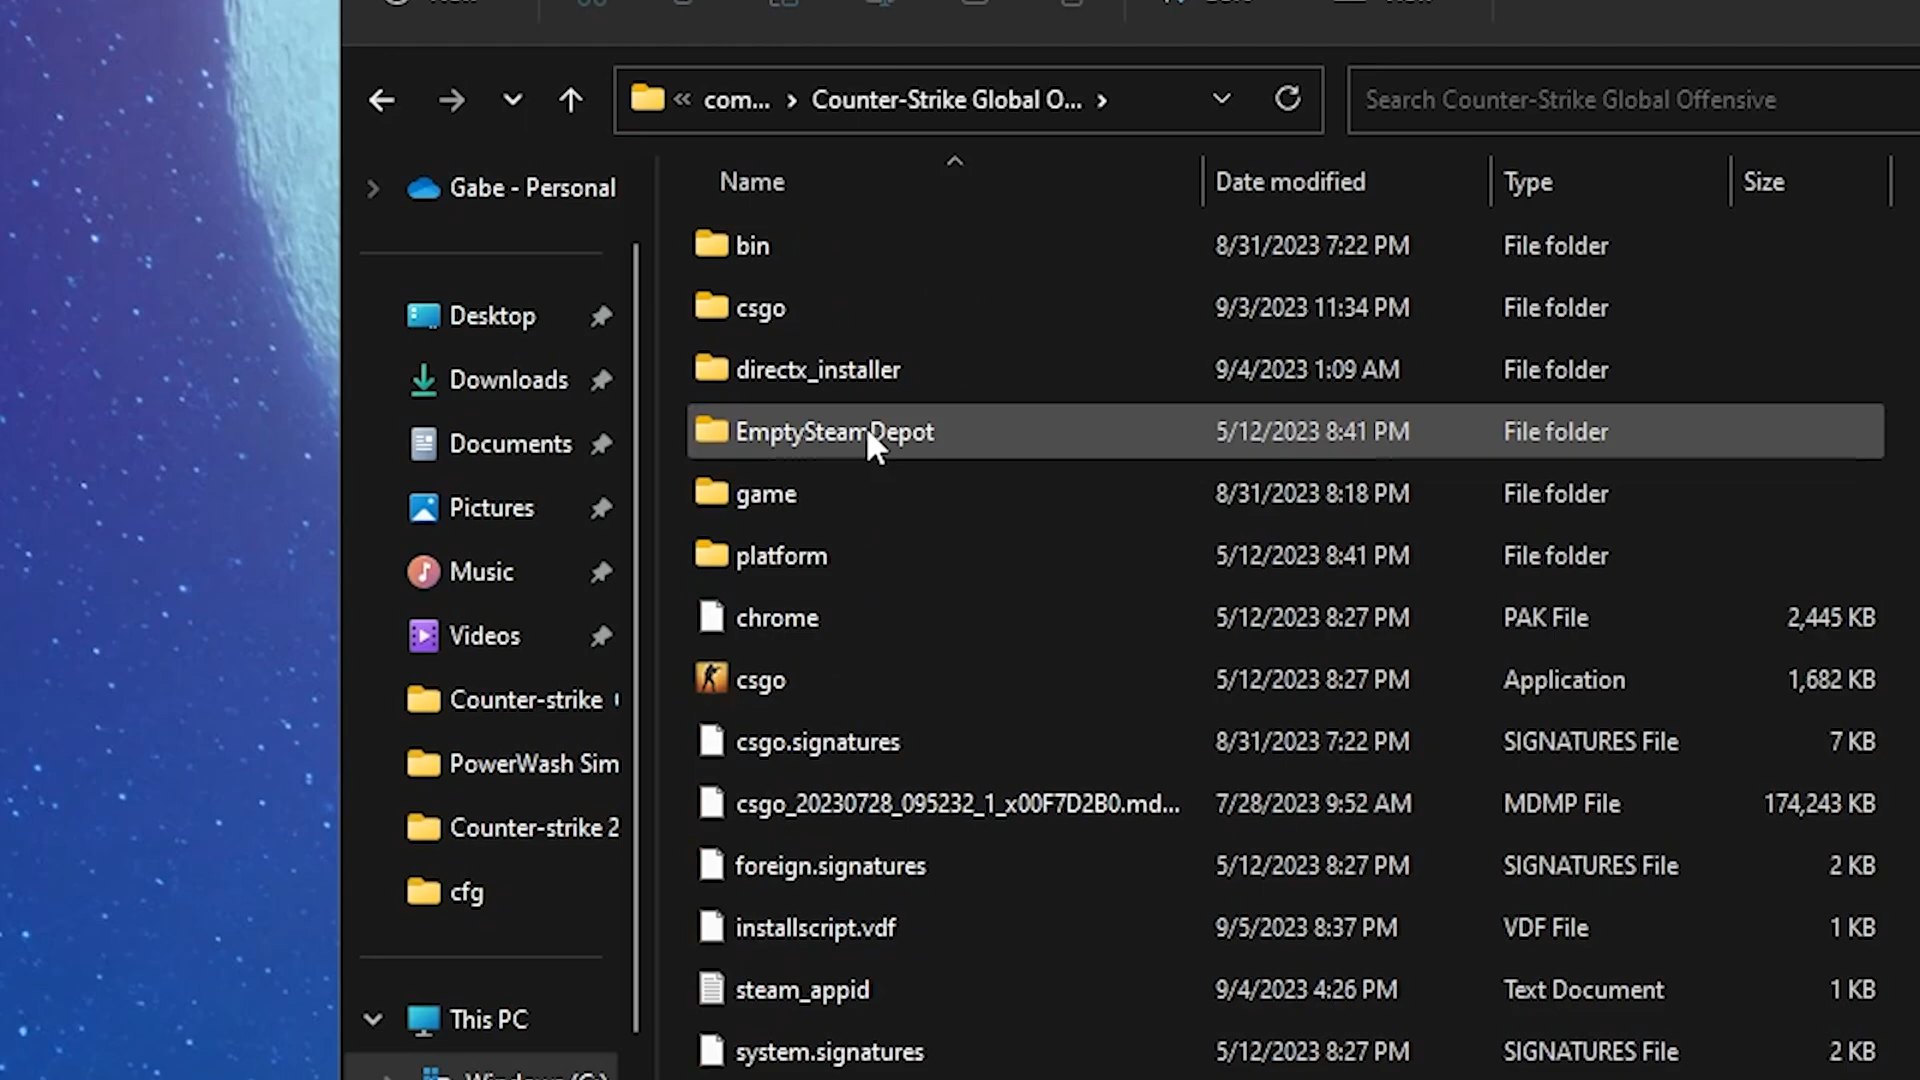 « com... › Counter-Strike Global O... ›
Search Counter-Strike Global Offensive
Gabe - Personal
Desktop
Downloads
Documents
Pictures
Music
Videos
Counter-strike
PowerWash Sim
Counter-strike 2
cfg
This PC
Name Date modified Type Size
bin 8/31/2023 7:22 PM File folder
csgo 9/3/2023 11:34 PM File folder
directx_installer 9/4/2023 1:09 AM File folder
EmptySteamDepot 5/12/2023 8:41 PM File folder
game 8/31/2023 8:18 PM File folder
platform 5/12/2023 8:41 PM File folder
chrome 5/12/2023 8:27 PM PAK File 2,445 KB
csgo 5/12/2023 8:27 PM Application 1,682 KB
csgo.signatures 8/31/2023 7:22 PM SIGNATURES File 7 KB
csgo_20230728_095232_1_x00F7D2B0.md... 7/28/2023 9:52 AM MDMP File 174,243 KB
foreign.signatures 5/12/2023 8:27 PM SIGNATURES File 2 KB
installscript.vdf 9/5/2023 8:37 PM VDF File 1 KB
steam_appid 9/4/2023 4:26 PM Text Document 1 KB
system.signatures 5/12/2023 8:27 PM SIGNATURES File 2 KB